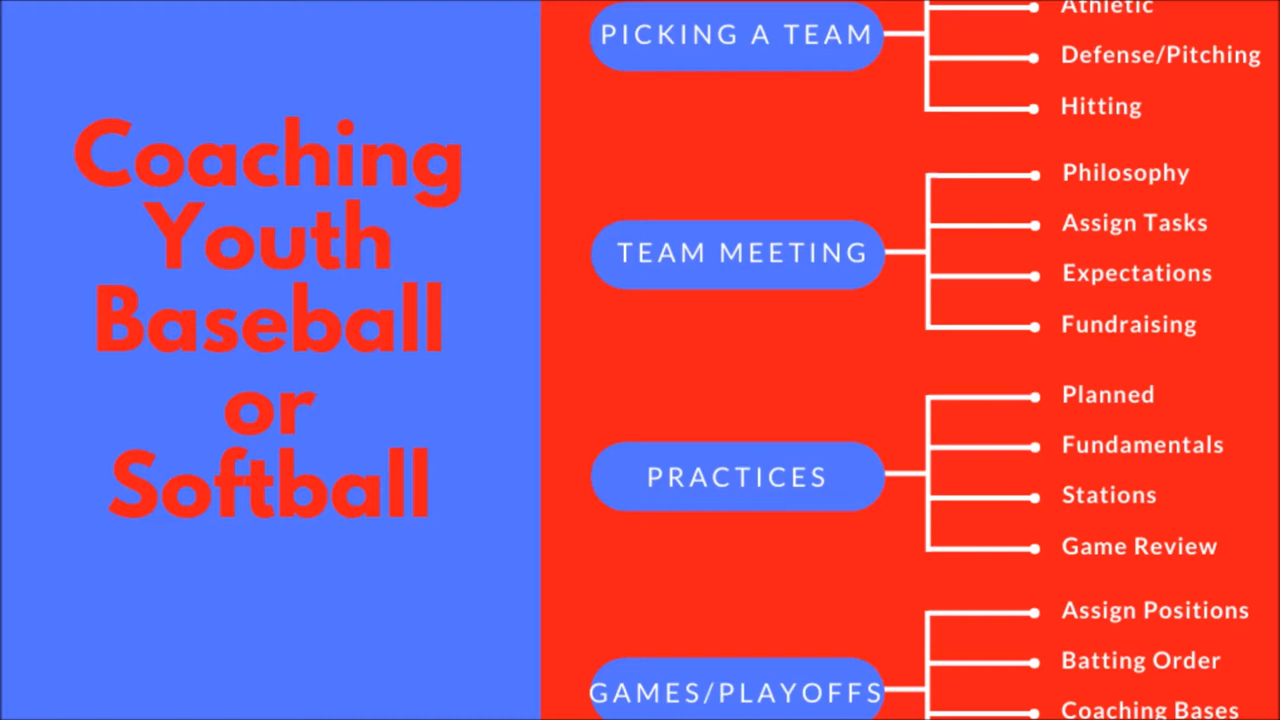 Coaching
Youth
Baseball
or
Softball
PICKING A TEAM
Athletic
Defense/Pitching
Hitting
TEAM MEETING
Philosophy
Assign Tasks
Expectations
Fundraising
PRACTICES
Planned
Fundamentals
Stations
Game Review
GAMES/PLAYOFFS
Assign Positions
Batting Order
Coaching Bases